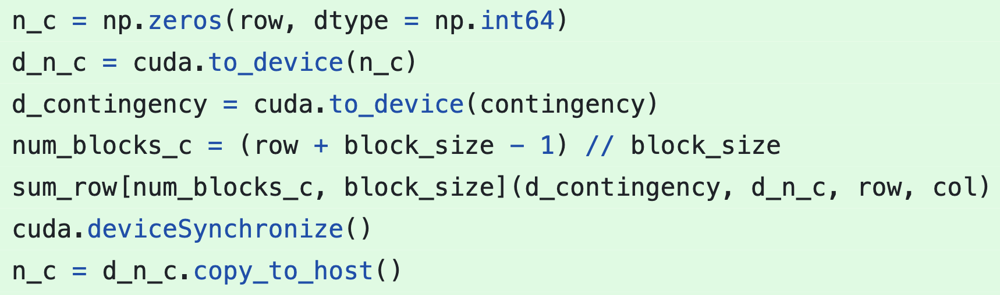 n_c = np.zeros(row, dtype = np.int64)
d_n_c = cuda.to_device(n_c)
d_contingency = cuda.to_device(contingency)
num_blocks_c = (row + block_size - 1) // block_size
sum_row[num_blocks_c, block_size](d_contingency, d_n_c, row, col)
cuda.deviceSynchronize()
n_c = d_n_c.copy_to_host()